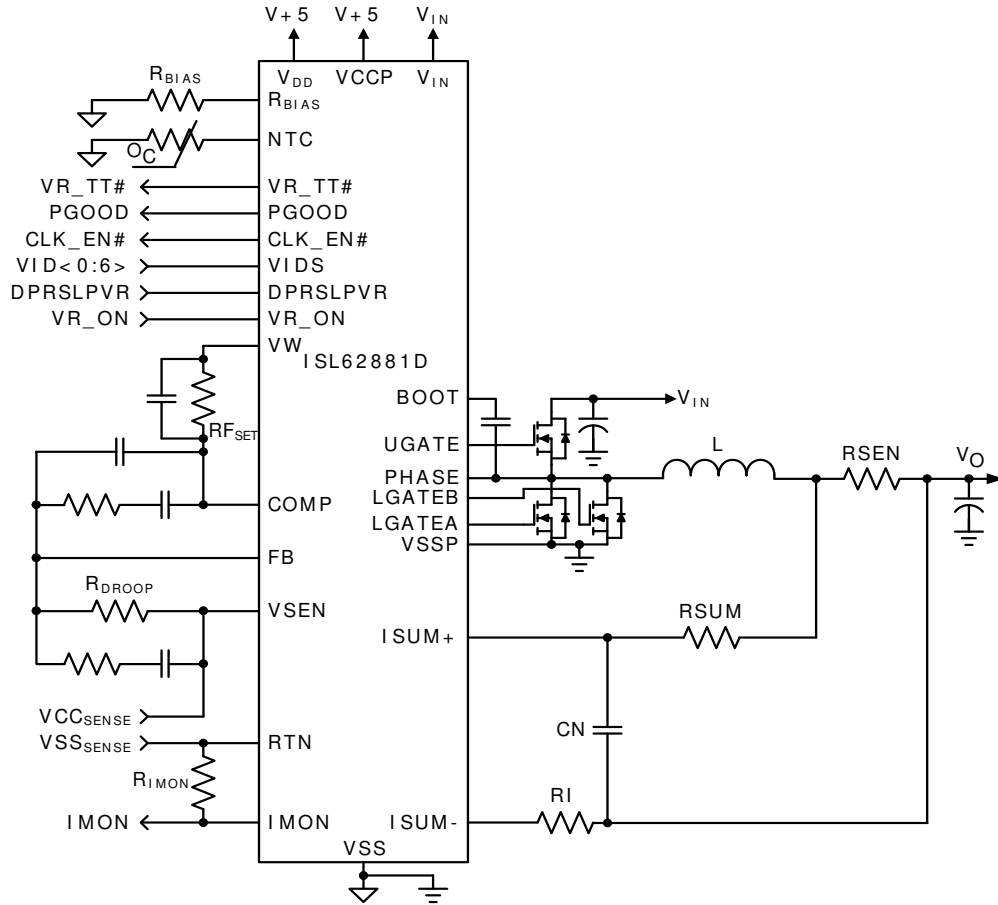 V+5 V+5 VIN
VDD VCCP VIN
RBIAS
RBIAS
NTC
OC
VR_TT# VR_TT#
PGOOD PGOOD
CLK_EN# CLK_EN#
VID<0:6> VIDS
DPRSLPVR DPRSLPVR
VR_ON VR_ON
VW
ISL62881D
BOOT
VIN
RFSET
UGATE
L
RSEN
VO
PHASE
LGATEB
COMP
LGATEA
VSSP
FB
RDROOP
VSEN
RSUM
ISUM+
VCCSENSE
CN
VSSSENSE RTN
RIMON
RI
IMON IMON
ISUM-
VSS